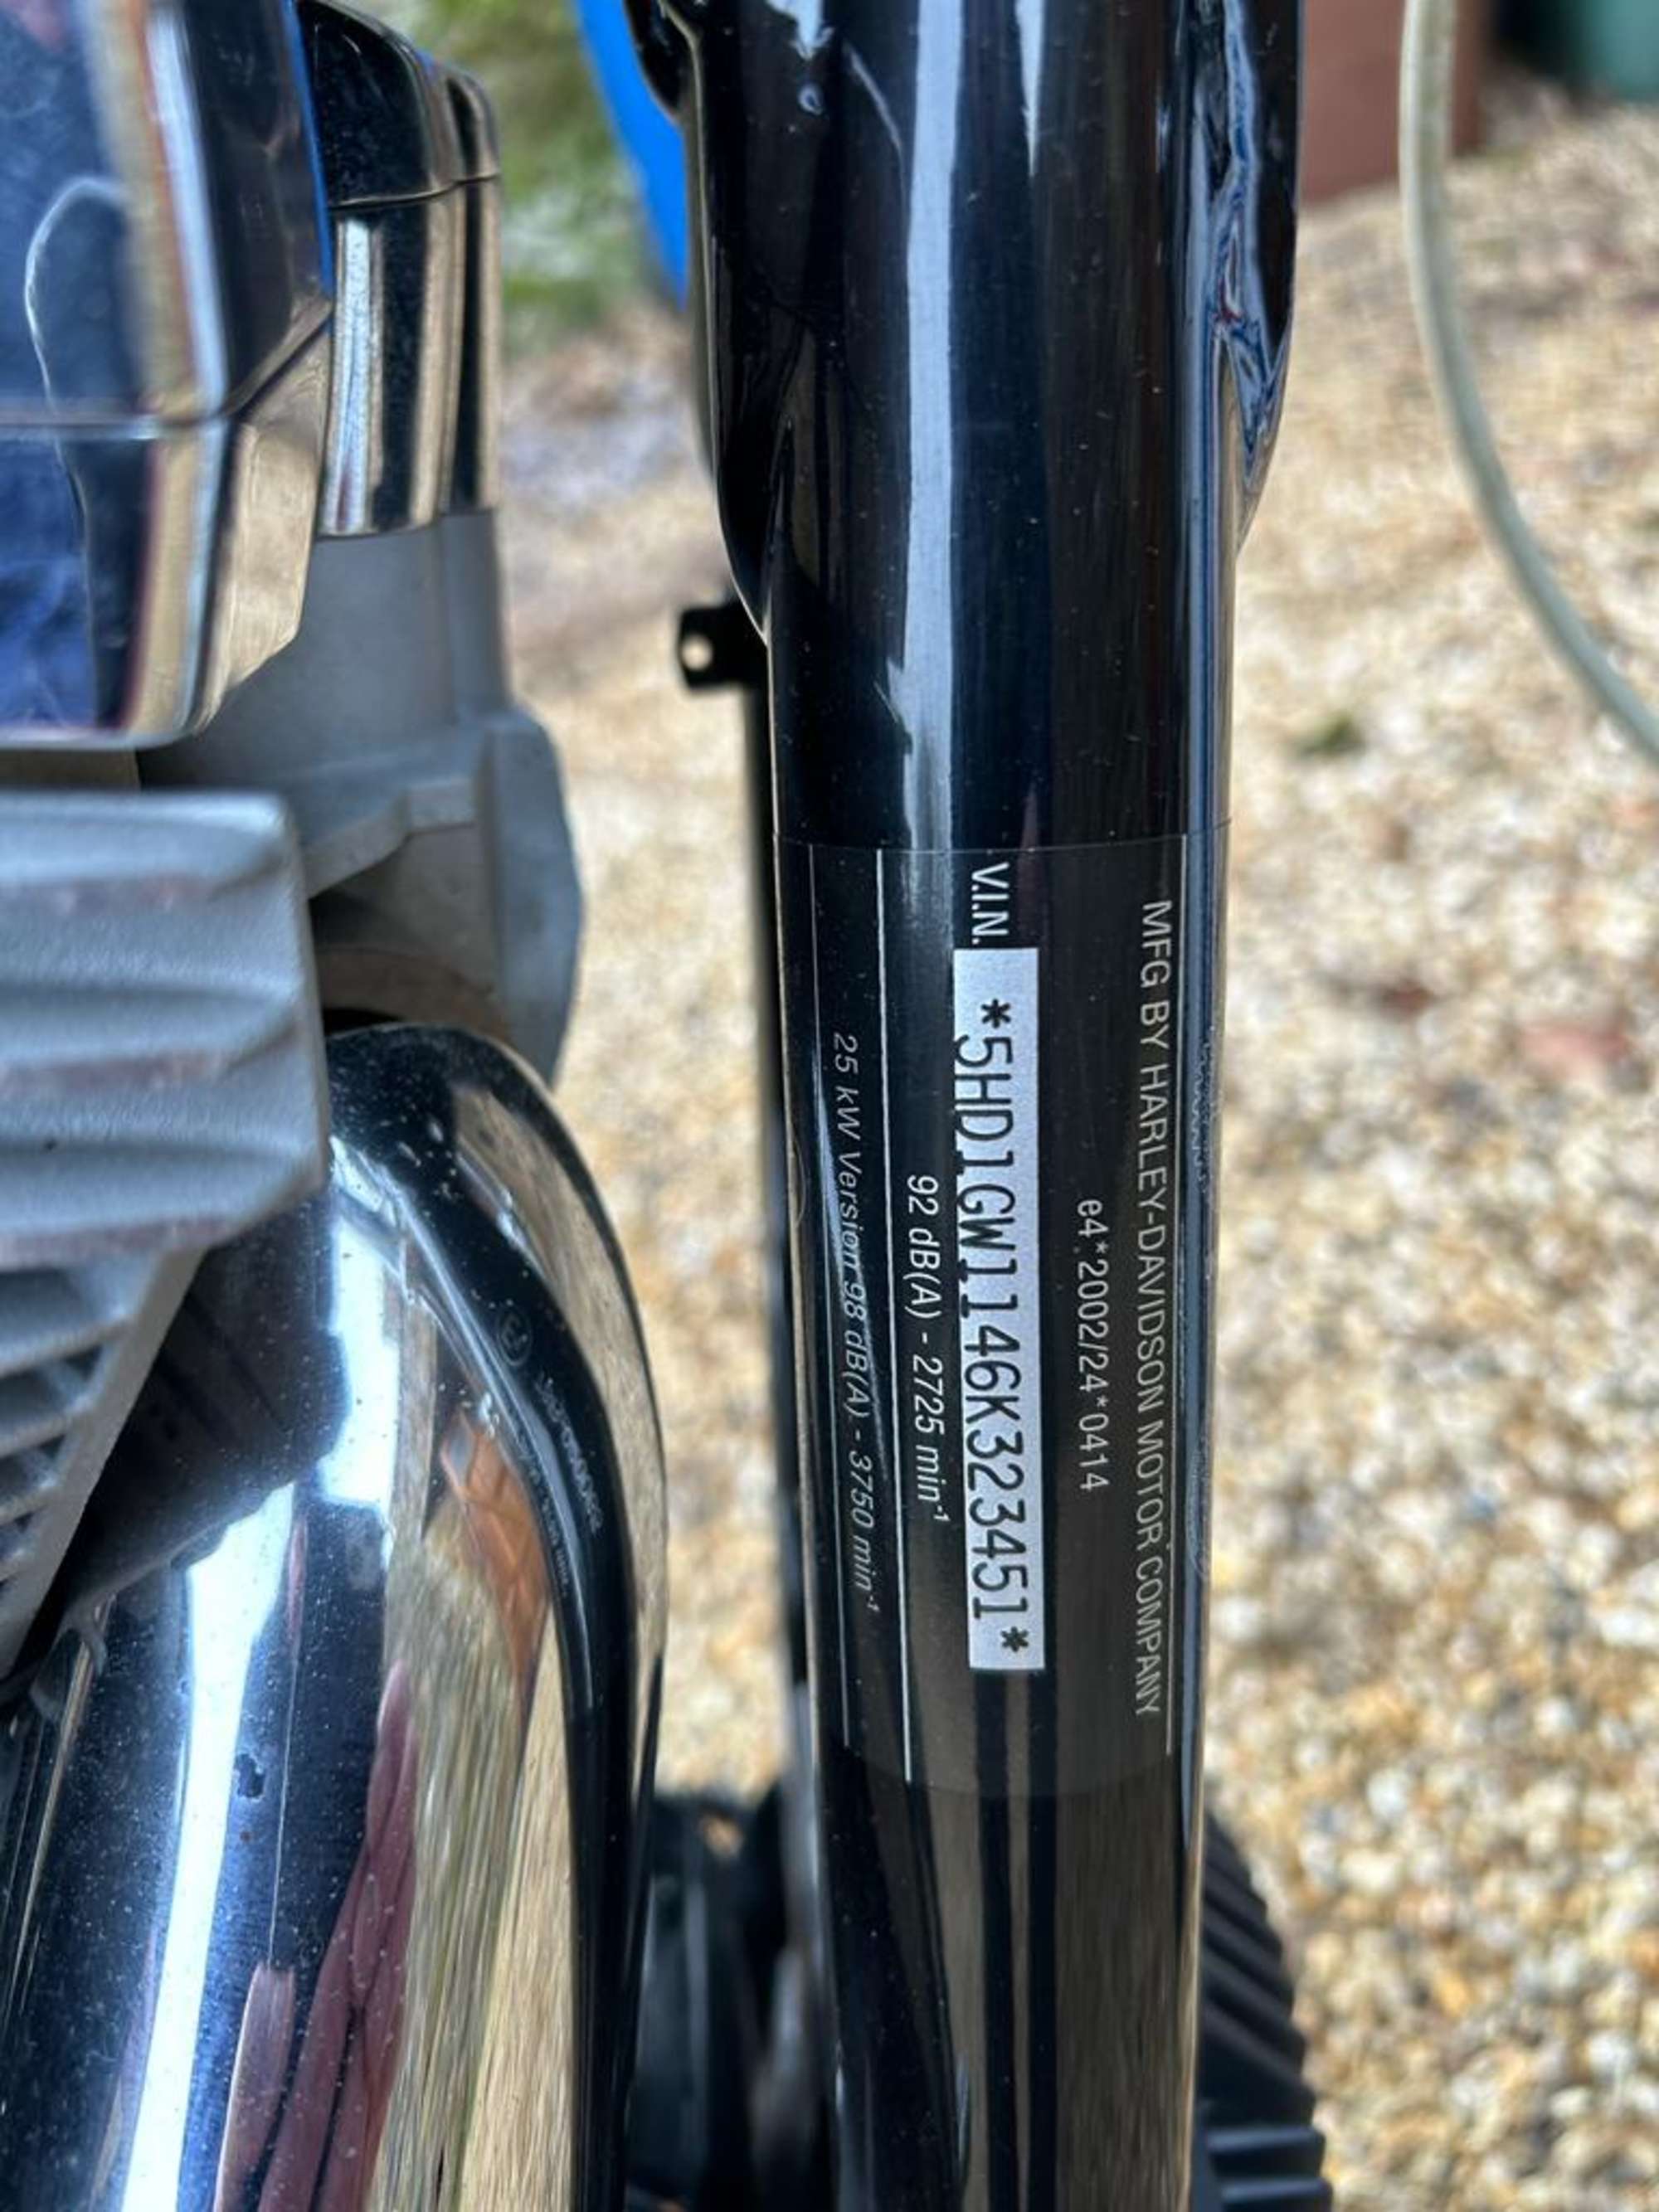 MFG BY HARLEY-DAVIDSON MOTOR COMPANY
e4*2002/24*0414
V.I.N. *5HD1GW1146K323451*
92 dB(A) - 2725 min-1
25 kW Version 98 dB(A) - 3750 min-1